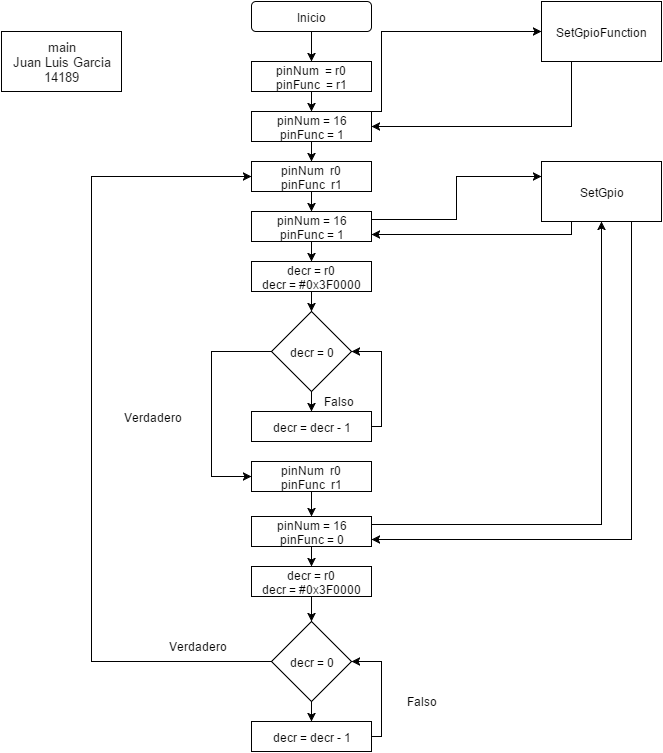 Inicio
SetGpioFunction
main
Juan Luis Garcia
14189
pinNum = r0
pinFunc = r1
pinNum = 16
pinFunc = 1
pinNum r0
pinFunc r1
SetGpio
pinNum = 16
pinFunc = 1
decr = r0
decr = #0x3F0000
decr = 0
Falso
Verdadero
decr = decr - 1
pinNum r0
pinFunc r1
pinNum = 16
pinFunc = 0
decr = r0
decr = #0x3F0000
Verdadero
decr = 0
Falso
decr = decr - 1